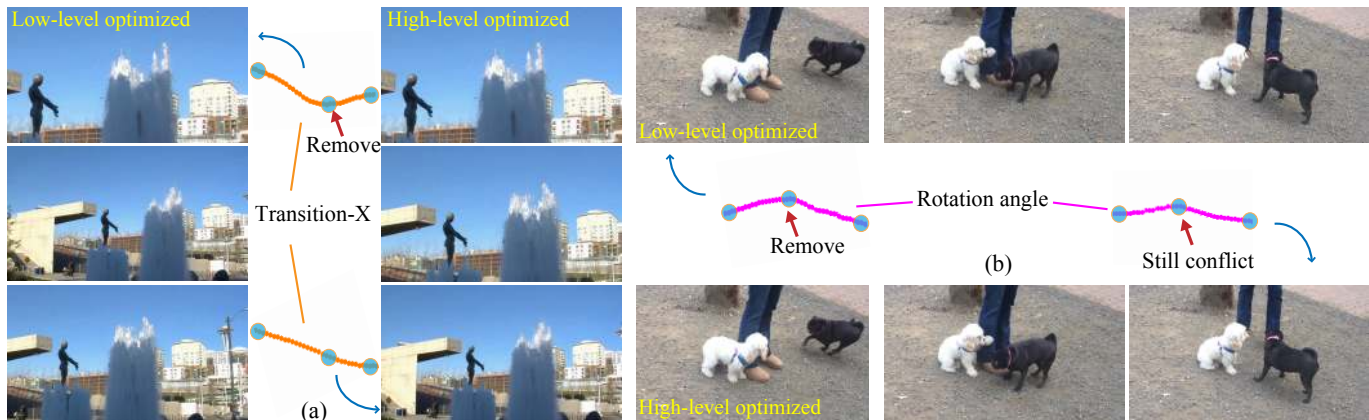 Low-level optimized
High-level optimized
Remove
Transition-X
(a)
Low-level optimized
Rotation angle
Remove
Still conflict
(b)
High-level optimized